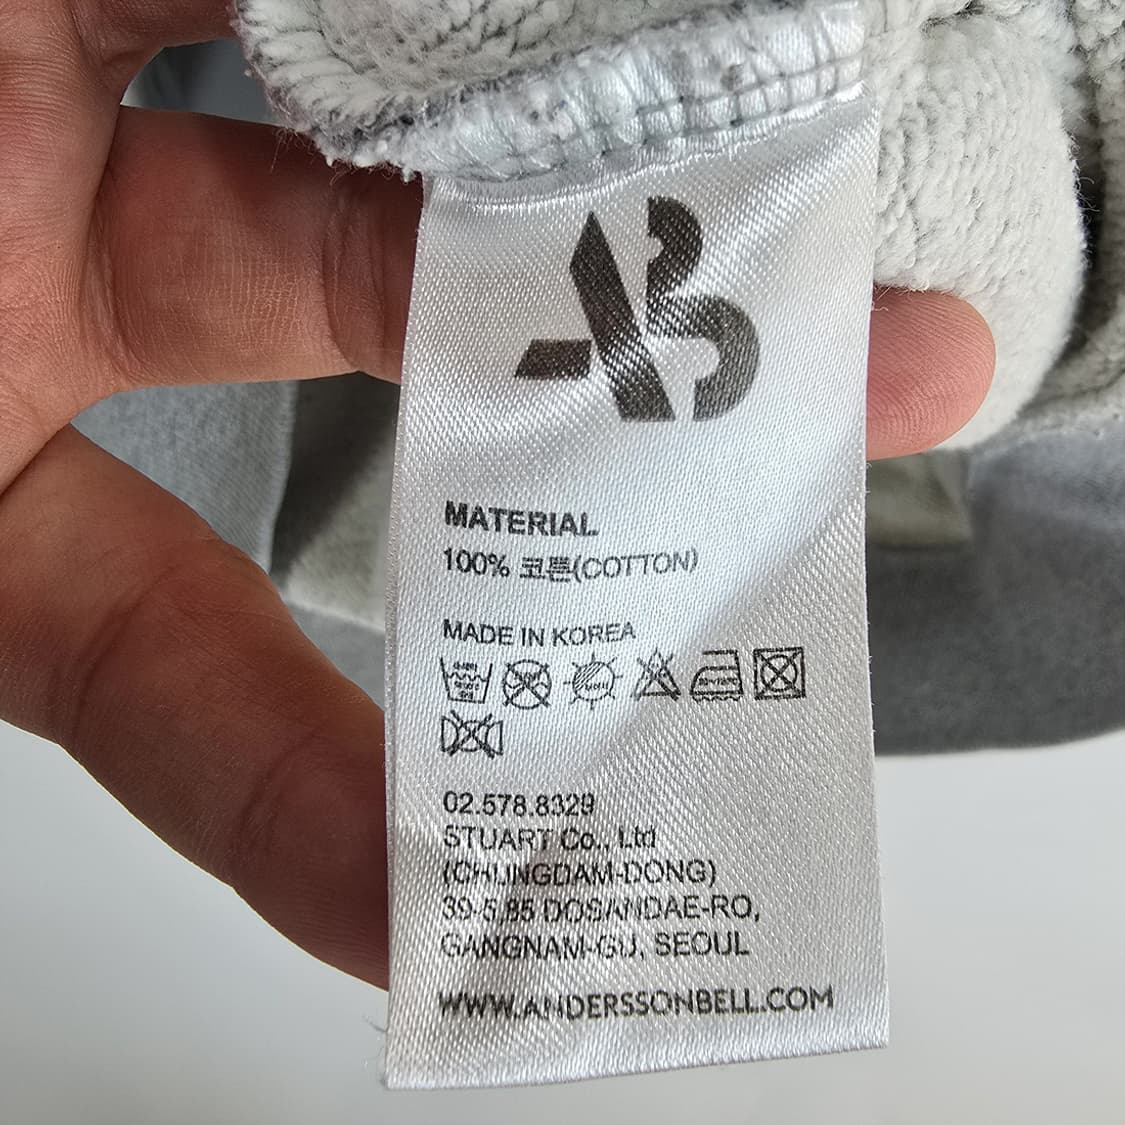 AB
MATERIAL
100% 코튼(COTTON)
MADE IN KOREA
02.578.8329
STUART Co., Ltd
(CHUNGDAM-DONG)
39-5,85 DOSANDAE-RO,
GANGNAM-GU, SEOUL
WWW.ANDERSSONBELL.COM